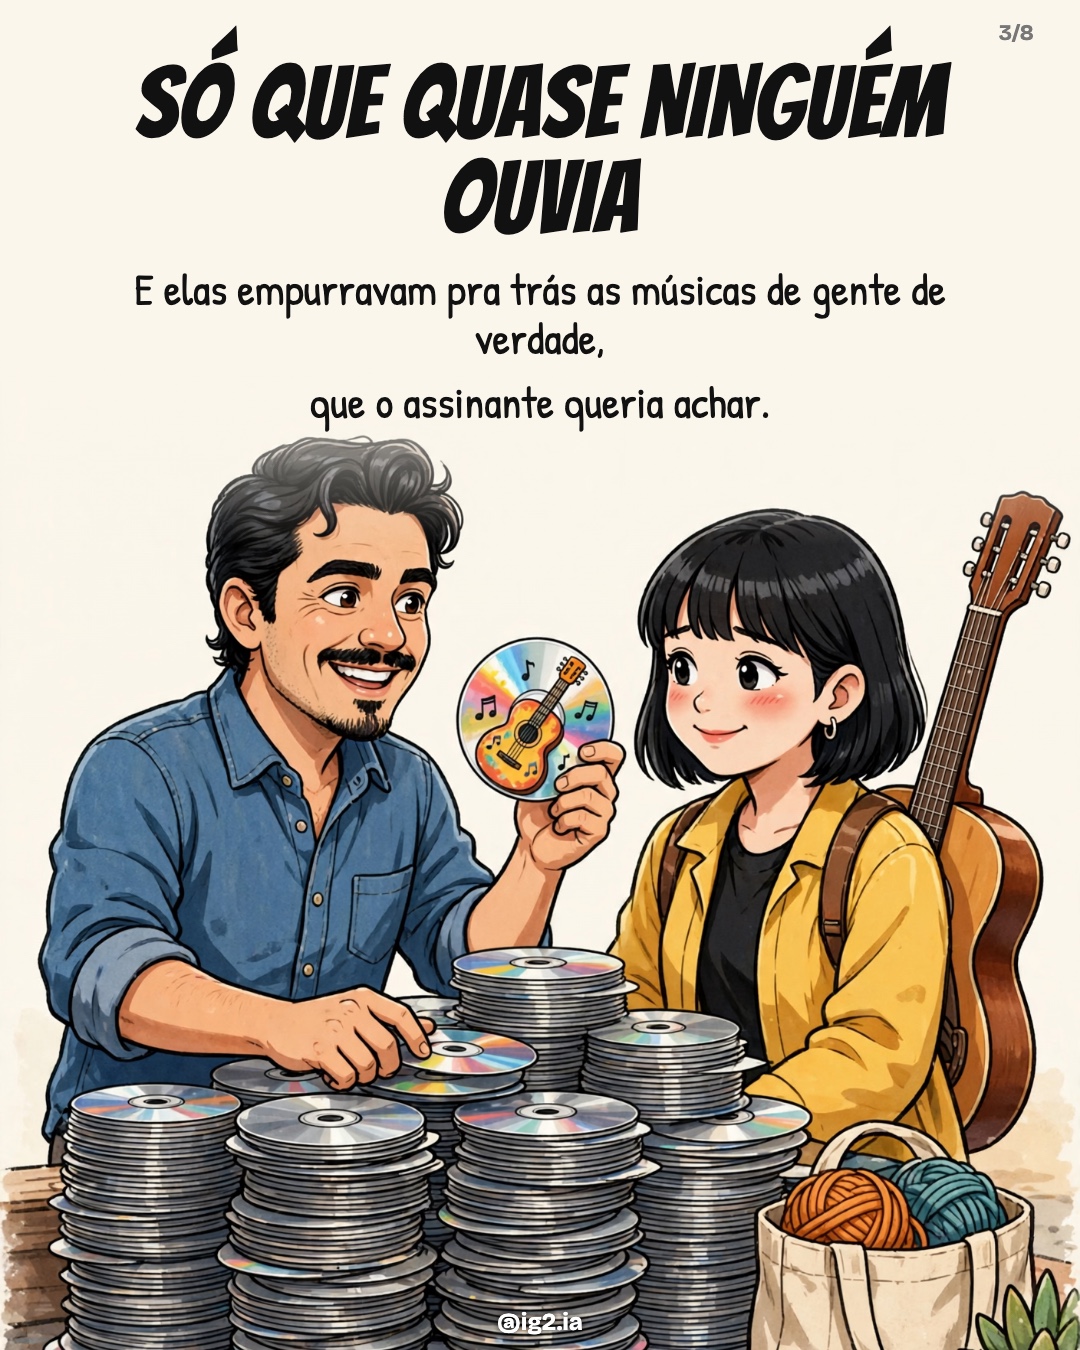 3/8
SÓ QUE QUASE NINGUÉM
OUVIA
E elas empurravam pra trás as músicas de gente de
verdade,
que o assinante queria achar.
@ig2.ia